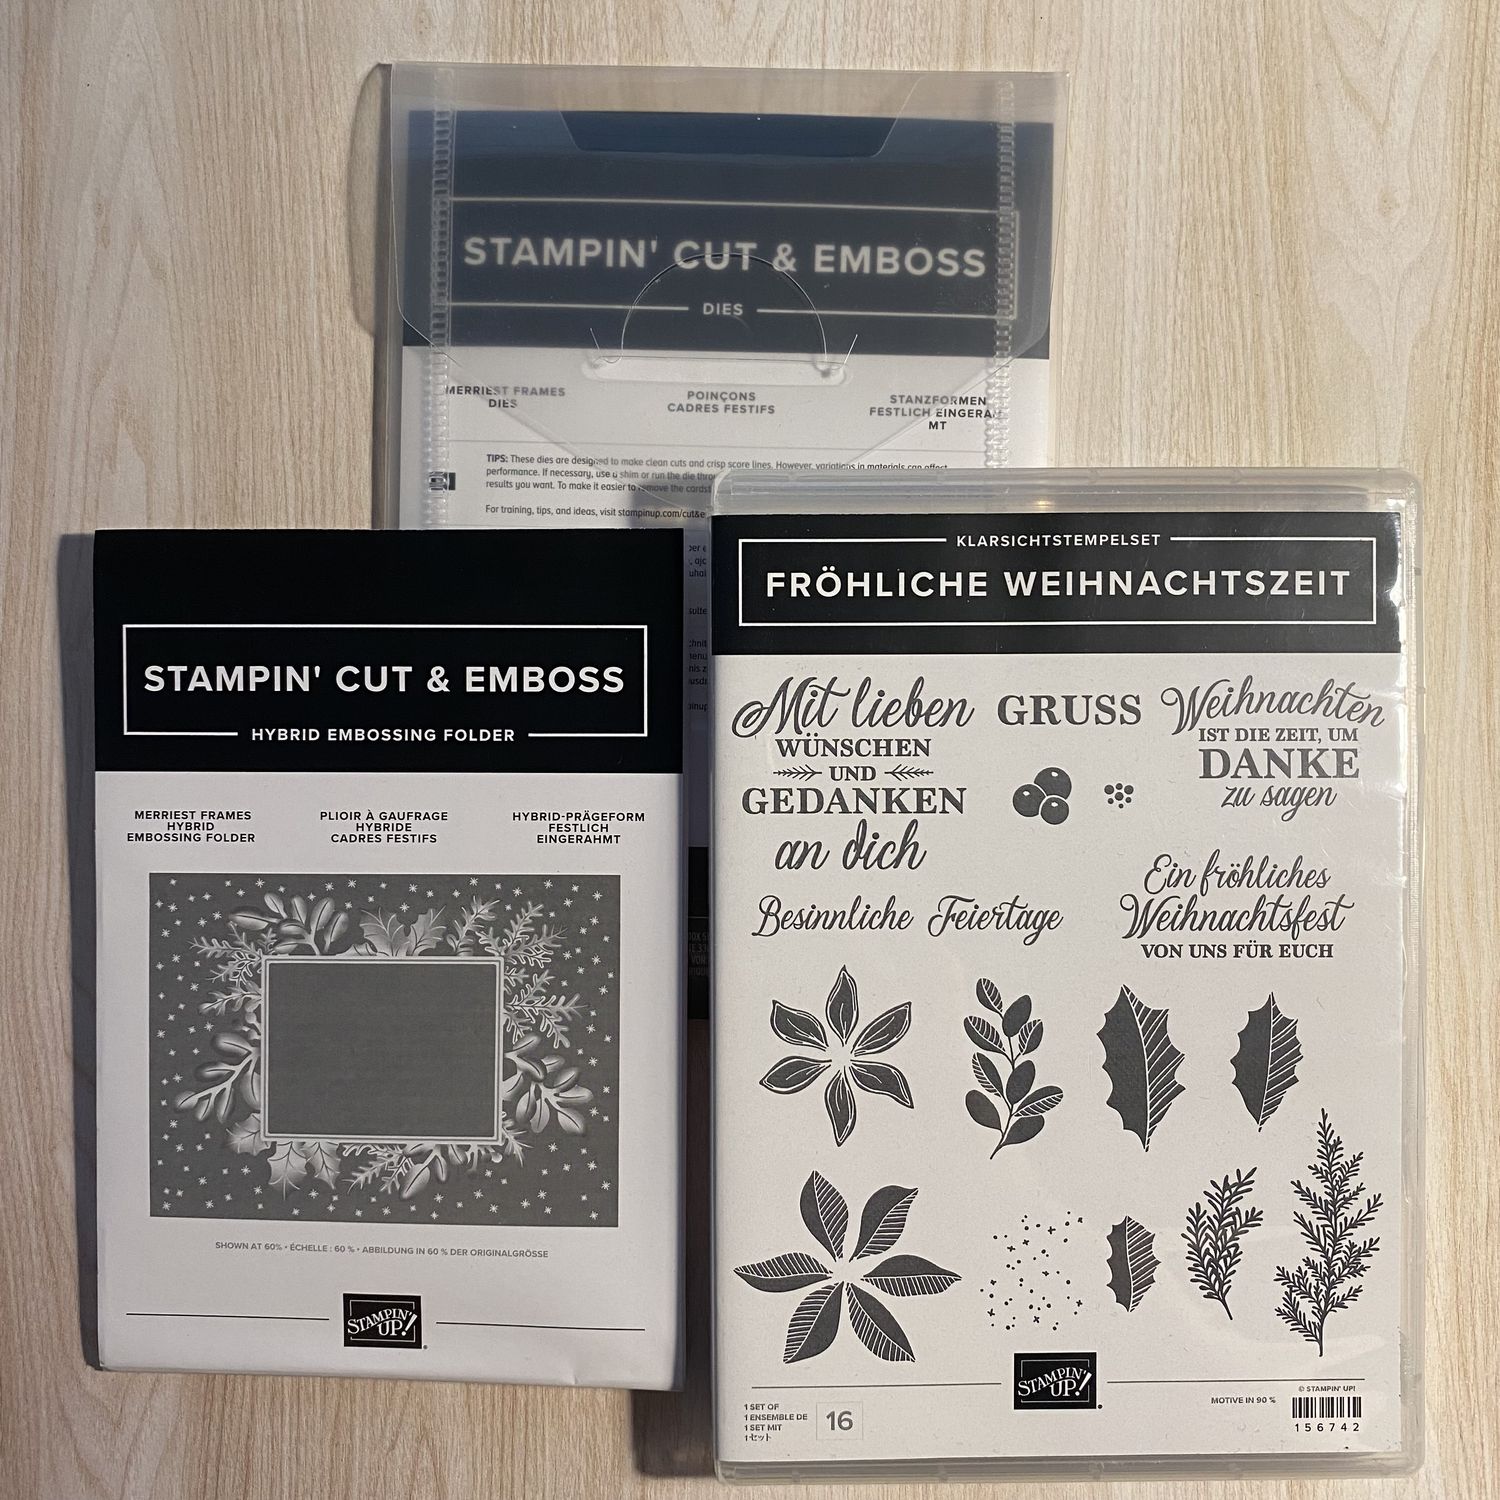 STAMPIN' CUT & EMBOSS
DIES
MERRIEST FRAMES
DIES
POINÇONS
CADRES FESTIFS
STANZFORMEN
FESTLICH EINGERAH
MT
TIPS: These dies are designed to make clean cuts and crisp score lines. However, variations in materials can affect
performance. If necessary, use a shim or run the die
results you want. To make it easier to remove the
For training, tips, and ideas, visit
STAMPIN' CUT & EMBOSS
HYBRID EMBOSSING FOLDER
MERRIEST FRAMES
HYBRID
EMBOSSING FOLDER
PLIOIR À GAUFRAGE
HYBRIDE
CADRES FESTIFS
HYBRID-PRÄGEFORM
FESTLICH
EINGERAHMT
SHOWN AT 60% • ÉCHELLE : 60 % • ABBILDUNG IN 60 % DER ORIGINALGRÖSSE
STAMPIN'
UP!
KLARSICHTSTEMPELSET
FRÖHLICHE WEIHNACHTSZEIT
Mit lieben
WÜNSCHEN
UND
GEDANKEN
an dich
GRUSS
Weihnachten
IST DIE ZEIT, UM
DANKE
zu sagen
Besinnliche Feiertage
Ein fröhliches
Weihnachtsfest
VON UNS FÜR EUCH
1 SET OF
1 ENSEMBLE DE
1 SET MIT
1セット
16
STAMPIN'
UP!
MOTIVE IN 90 %
© STAMPIN' UP!
156742